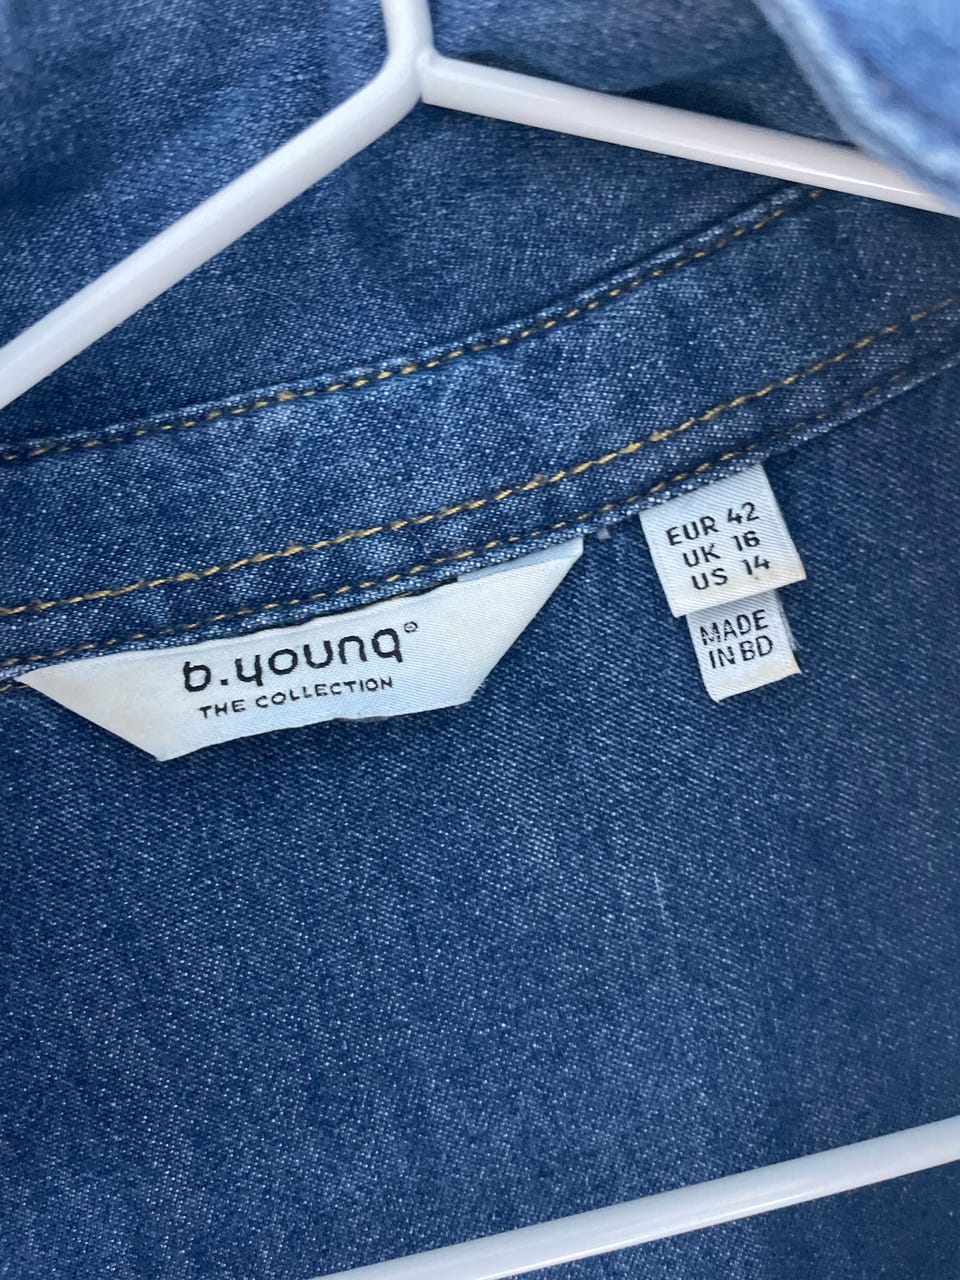 b.young®
THE COLLECTION
EUR 42
UK 16
US 14
MADE
IN BD